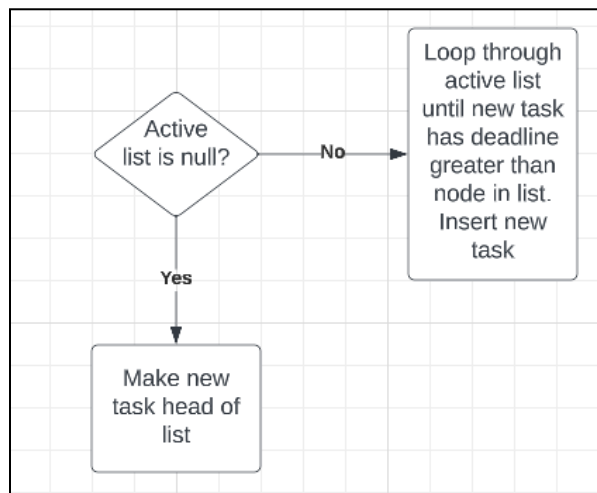 Active
list is null?
No
Loop through
active list
until new task
has deadline
greater than
node in list.
Insert new
task
Yes
Make new
task head of
list